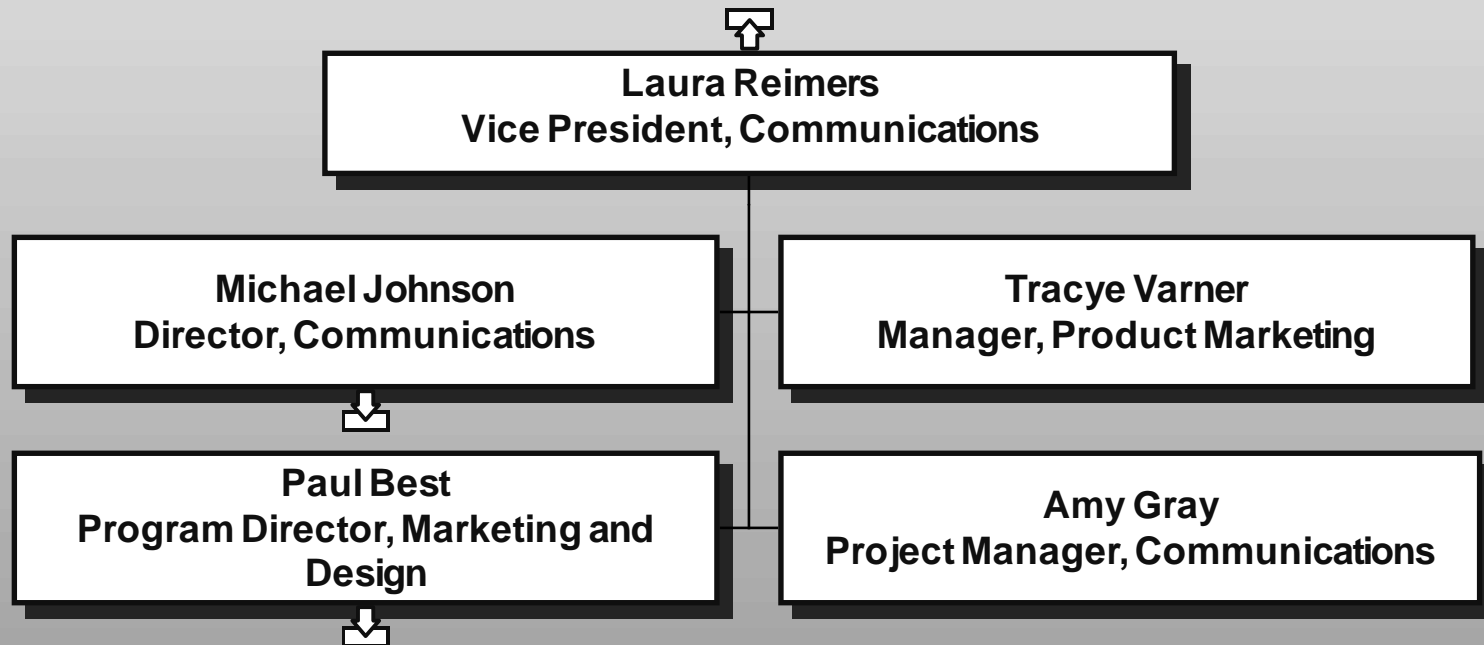 Laura Reimers
Vice President, Communications
Michael Johnson
Director, Communications
Tracye Varner
Manager, Product Marketing
Paul Best
Program Director, Marketing and
Design
Amy Gray
Project Manager, Communications